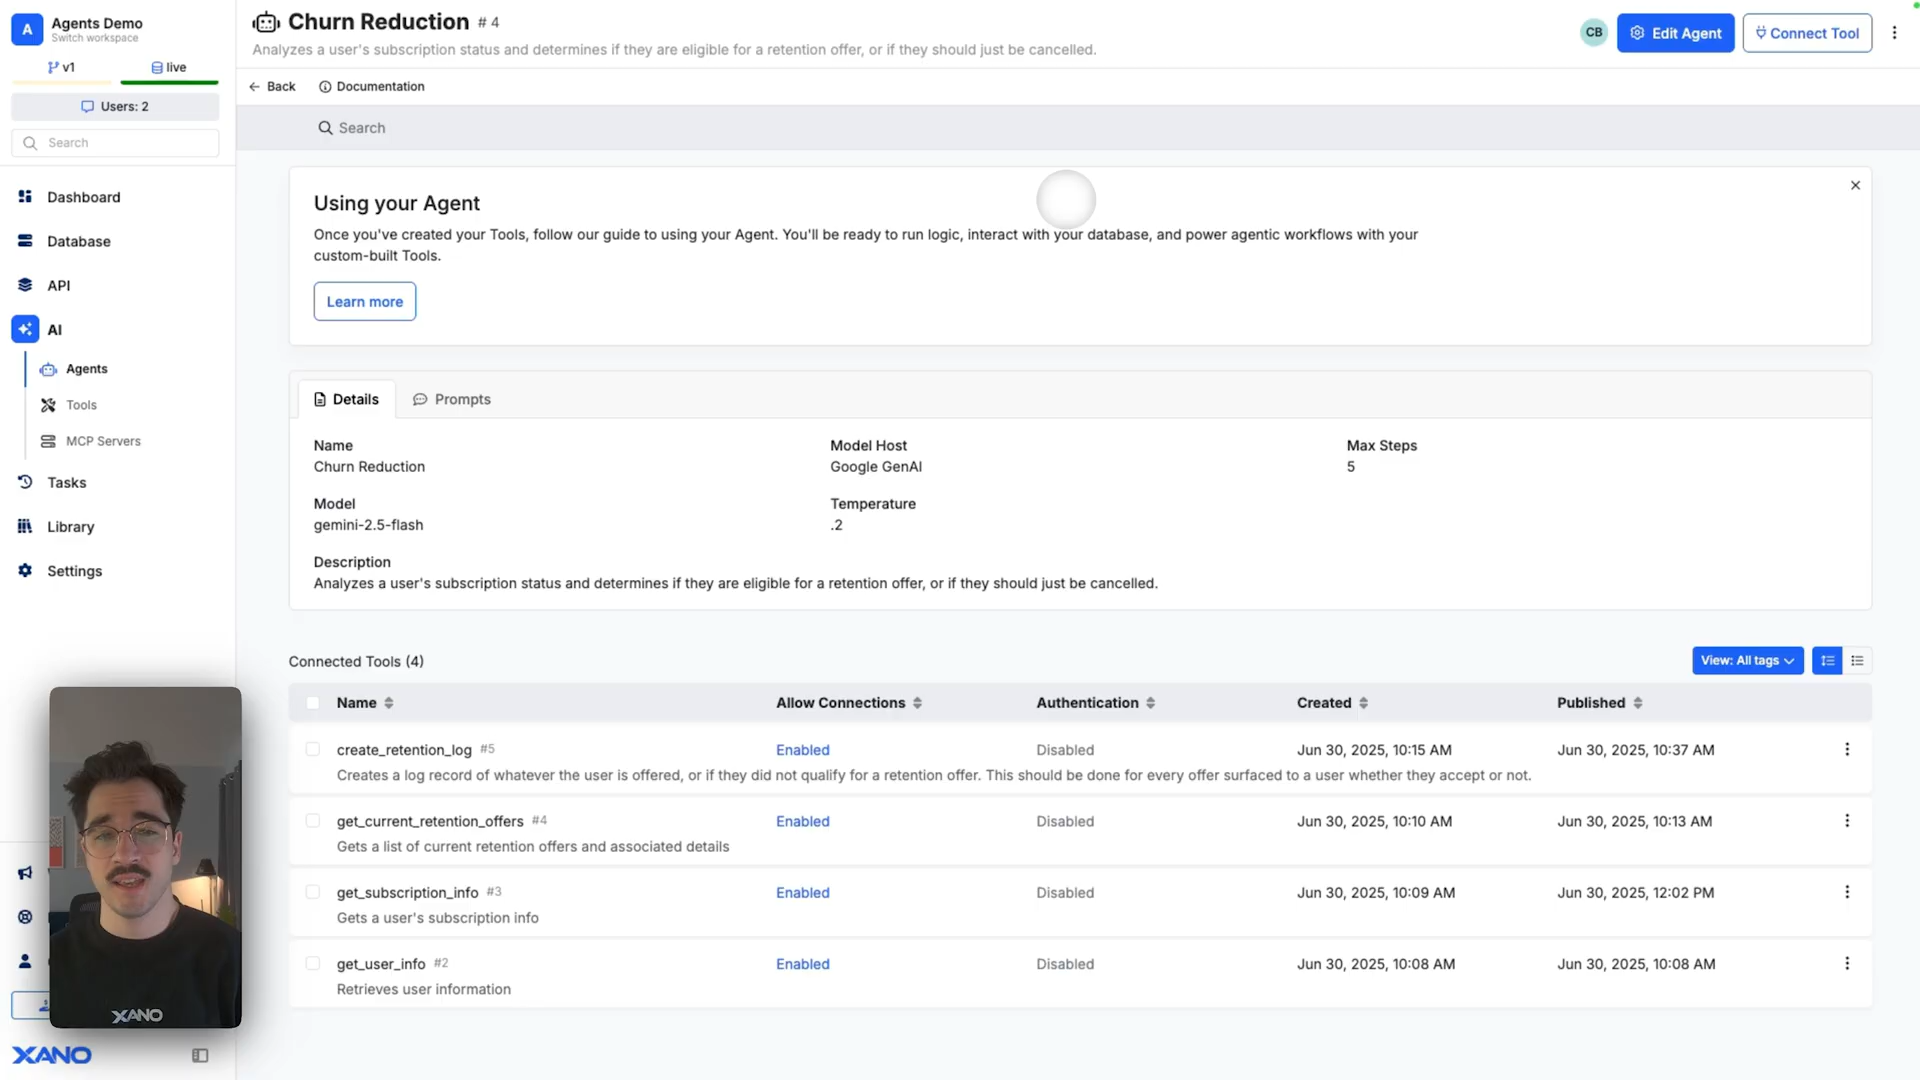 A
Agents Demo
Switch workspace
v1
live
Users: 2
Search
Dashboard
Database
API
AI
Agents
Tools
MCP Servers
Tasks
Library
Settings
XANO
XANO
Churn Reduction # 4
Analyzes a user's subscription status and determines if they are eligible for a retention offer, or if they should just be cancelled.
CB
Edit Agent
Connect Tool
Back
Documentation
Search
Using your Agent
Once you've created your Tools, follow our guide to using your Agent. You'll be ready to run logic, interact with your database, and power agentic workflows with your
custom-built Tools.
Learn more
Details
Prompts
Name
Churn Reduction
Model Host
Google GenAI
Max Steps
5
Model
gemini-2.5-flash
Temperature
.2
Description
Analyzes a user's subscription status and determines if they are eligible for a retention offer, or if they should just be cancelled.
Connected Tools (4)
View: All tags
Name Allow Connections Authentication Created Published
create_retention_log #5 Enabled Disabled Jun 30, 2025, 10:15 AM Jun 30, 2025, 10:37 AM
Creates a log record of whatever the user is offered, or if they did not qualify for a retention offer. This should be done for every offer surfaced to a user whether they accept or not.
get_current_retention_offers #4 Enabled Disabled Jun 30, 2025, 10:10 AM Jun 30, 2025, 10:13 AM
Gets a list of current retention offers and associated details
get_subscription_info #3 Enabled Disabled Jun 30, 2025, 10:09 AM Jun 30, 2025, 12:02 PM
Gets a user's subscription info
get_user_info #2 Enabled Disabled Jun 30, 2025, 10:08 AM Jun 30, 2025, 10:08 AM
Retrieves user information